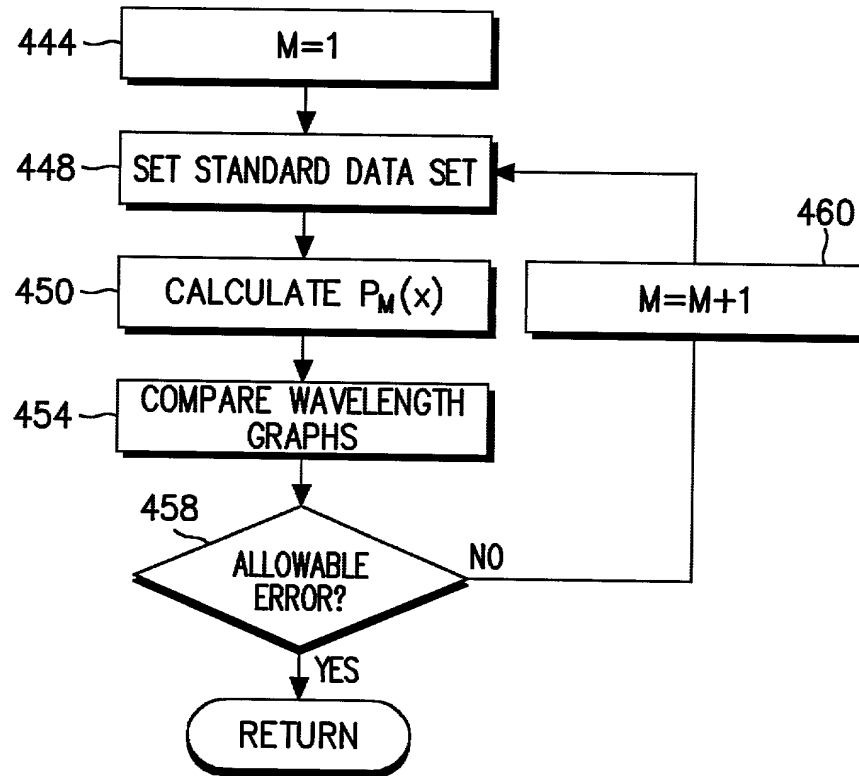 444
M=1
448
SET STANDARD DATA SET
460
450
CALCULATE PM(x)
M=M+1
454
COMPARE WAVELENGTH
GRAPHS
458
ALLOWABLE
ERROR?
NO
YES
RETURN